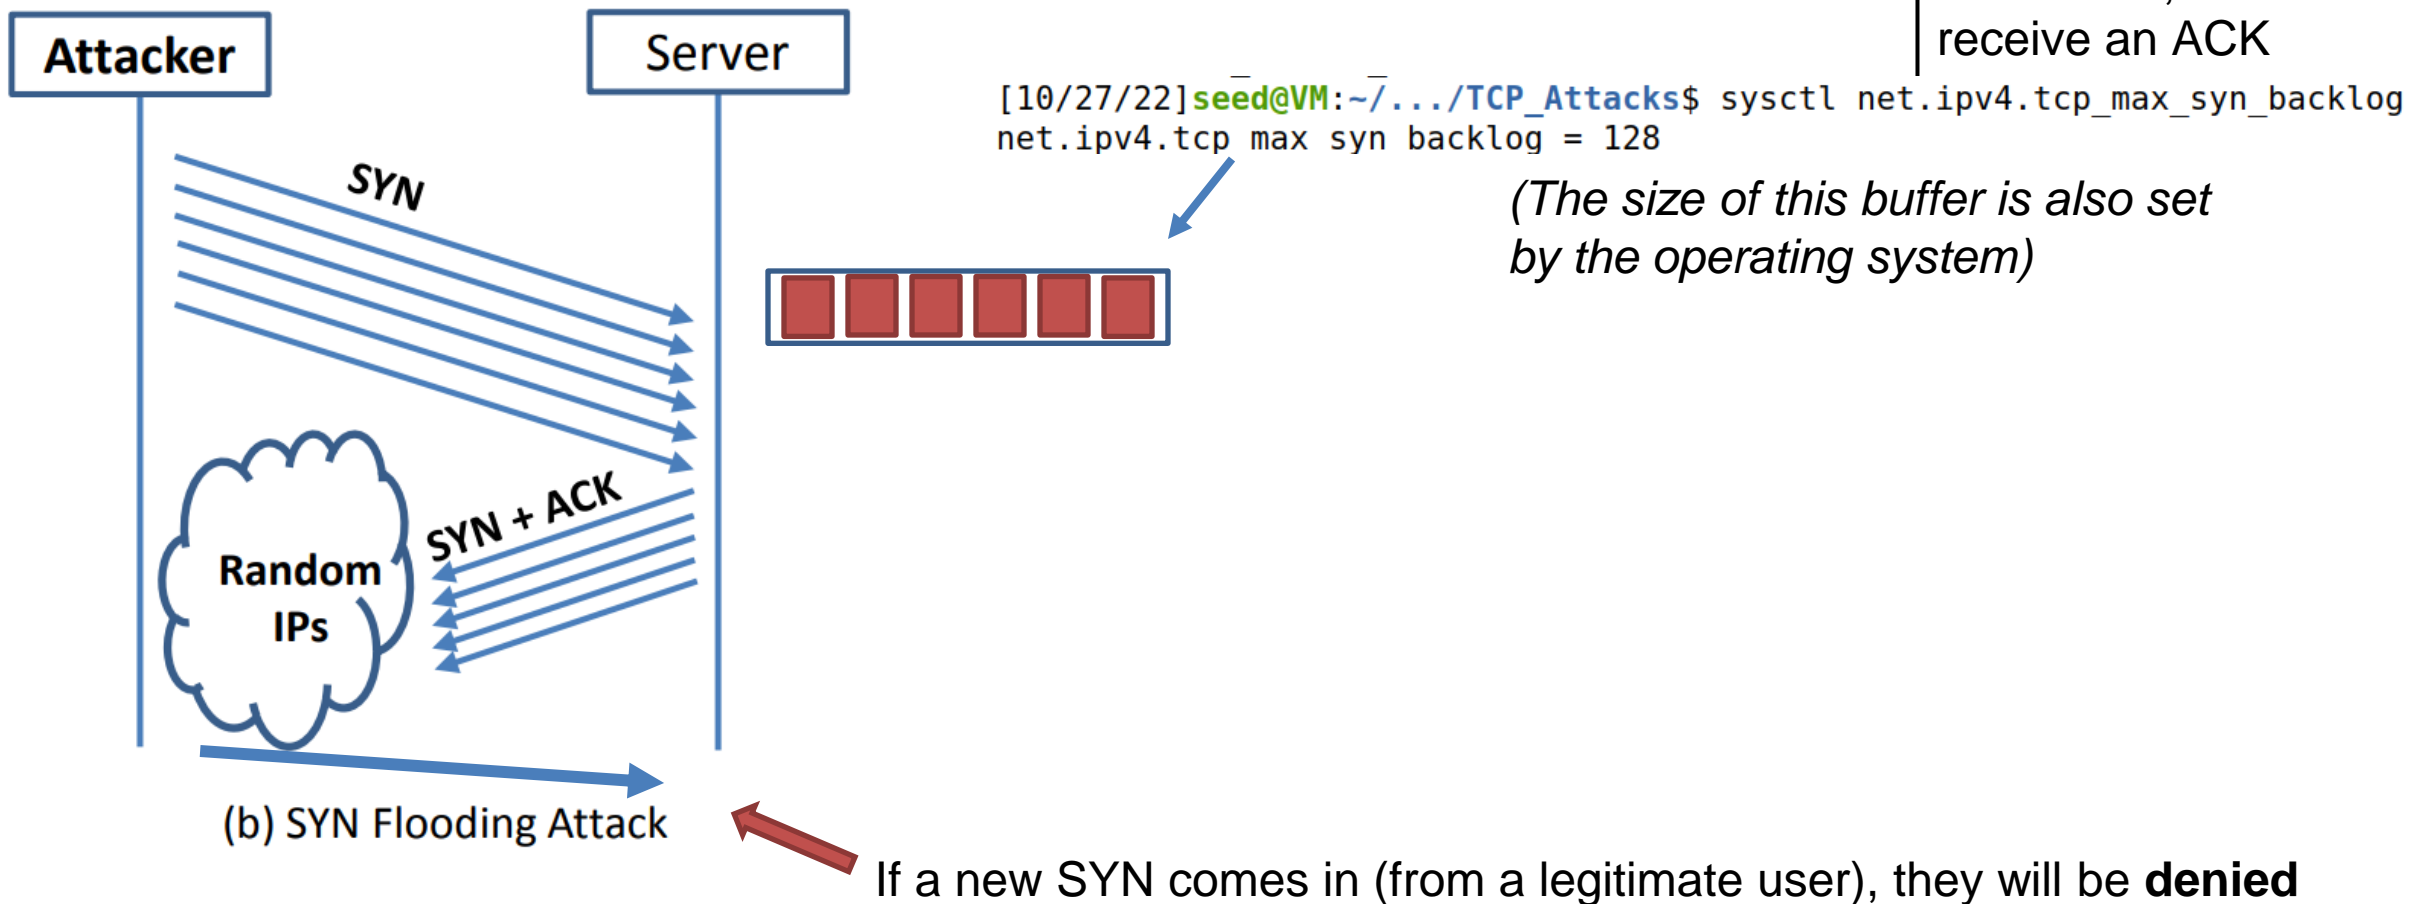 receive an ACK
Attacker
Server
[10/27/22]seed@VM:~/.../TCP_Attacks$ sysctl net.ipv4.tcp_max_syn_backlog
net.ipv4.tcp_max_syn_backlog = 128
(The size of this buffer is also set
by the operating system)
SYN
SYN + ACK
Random
IPs
(b) SYN Flooding Attack
If a new SYN comes in (from a legitimate user), they will be denied